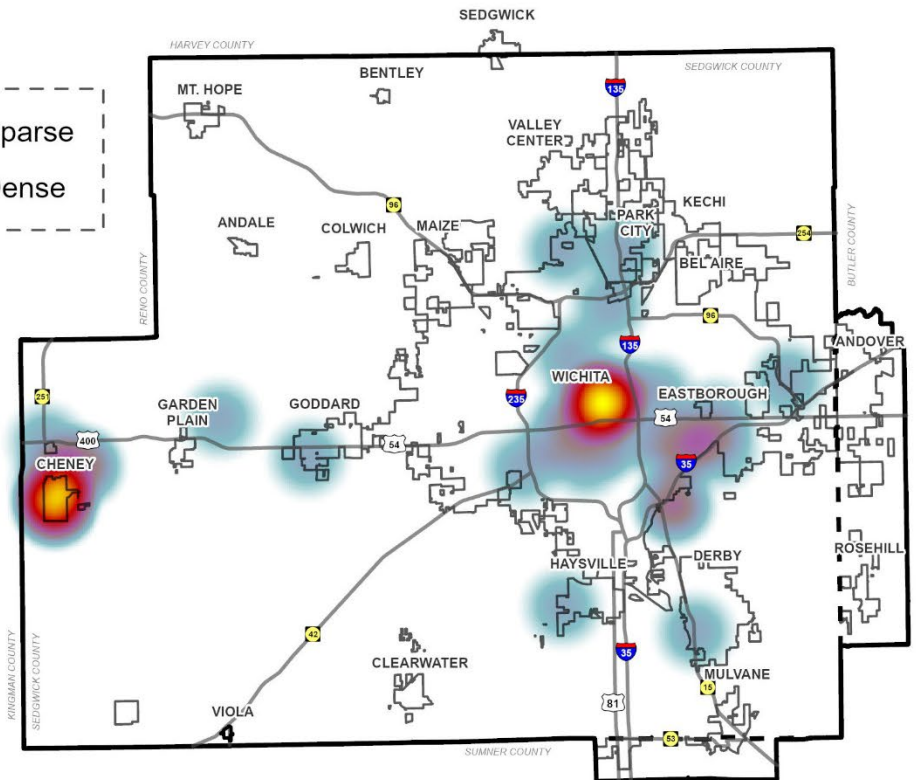 SEDGWICK
HARVEY COUNTY
SEDGWICK COUNTY
BENTLEY
MT. HOPE
135
parse
ense
VALLEY
CENTER
96
ANDALE
COLWICH
MAIZE
PARK
CITY
KECHI
254
BEL AIRE
BUTLER COUNTY
RENO COUNTY
96
135
ANDOVER
WICHITA
251
235
EASTBOROUGH
GARDEN
PLAIN
GODDARD
54
400
54
CHENEY
35
HAYSVILLE
DERBY
ROSEHILL
42
CLEARWATER
35
MULVANE
KINGMAN COUNTY
SEDGWICK COUNTY
81
15
VIOLA
53
SUMNER COUNTY